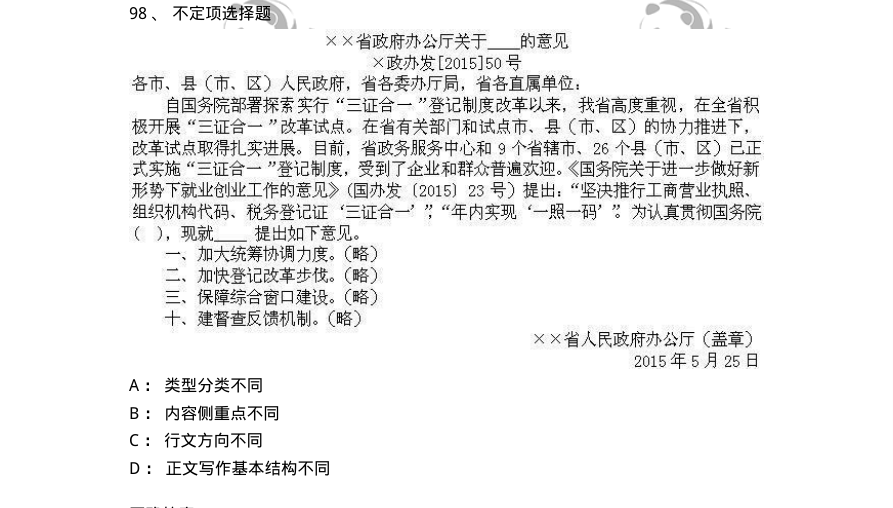 98 、 不定项选择题
××省政府办公厅关于____的意见
×政办发[2015]50号
各市、县（市、区）人民政府，省各委办厅局，省各直属单位：
自国务院部署探索实行“三证合一”登记制度改革以来，我省高度重视，在全省积
极开展“三证合一”改革试点。在省有关部门和试点市、县（市、区）的协力推进下，
改革试点取得扎实进展。目前，省政务服务中心和9个省辖市、26个县（市、区）已正
式实施“三证合一”登记制度，受到了企业和群众普遍欢迎。《国务院关于进一步做好新
形势下就业创业工作的意见》（国办发〔2015〕23号）提出：“坚决推行工商营业执照、
组织机构代码、税务登记证‘三证合一’”，“年内实现‘一照一码’”。为认真贯彻国务院
（ ），现就____ 提出如下意见。
一、加大统筹协调力度。（略）
二、加快登记改革步伐。（略）
三、保障综合窗口建设。（略）
十、建督查反馈机制。（略）
××省人民政府办公厅（盖章）
2015年5月25日
A： 类型分类不同
B： 内容侧重点不同
C： 行文方向不同
D： 正文写作基本结构不同